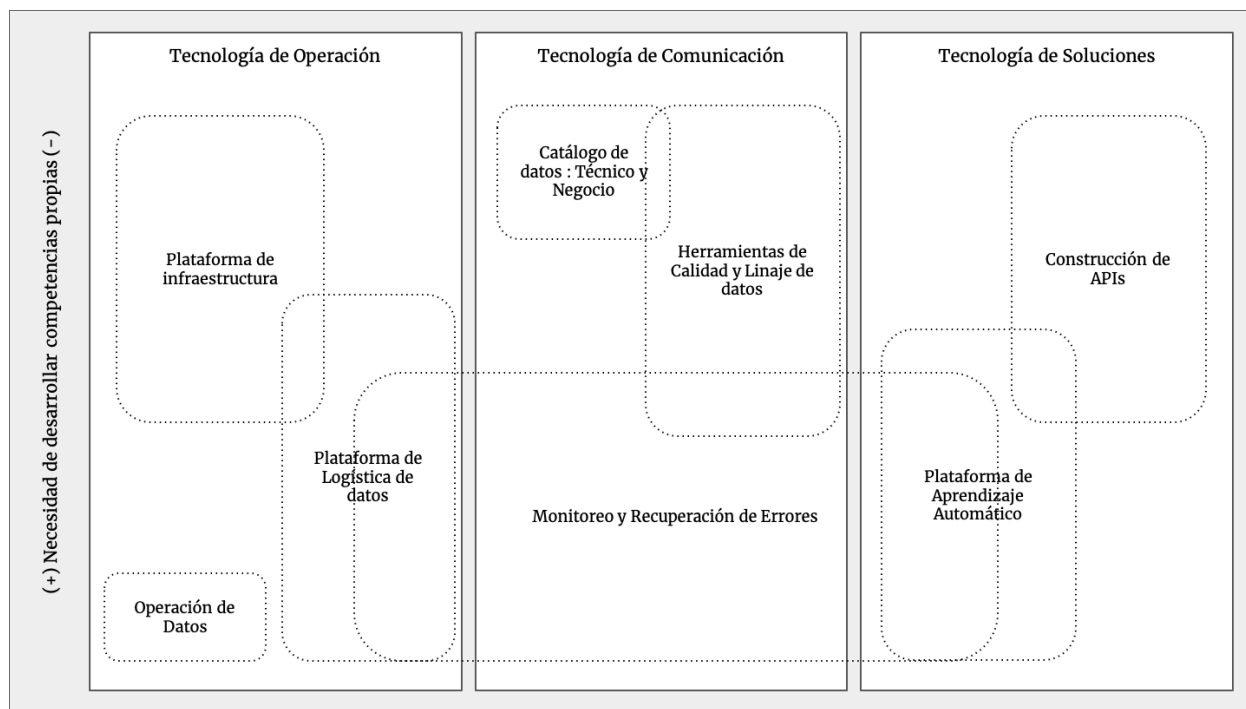 (+) Necesidad de desarrollar competencias propias (-)
Tecnología de Operación
Plataforma de
infraestructura
Plataforma de
Logística de
datos
Operación de
Datos
Tecnología de Comunicación
Catálogo de
datos : Técnico y
Negocio
Herramientas de
Calidad y Linaje de
datos
Monitoreo y Recuperación de Errores
Tecnología de Soluciones
Construcción de
APIs
Plataforma de
Aprendizaje
Automático